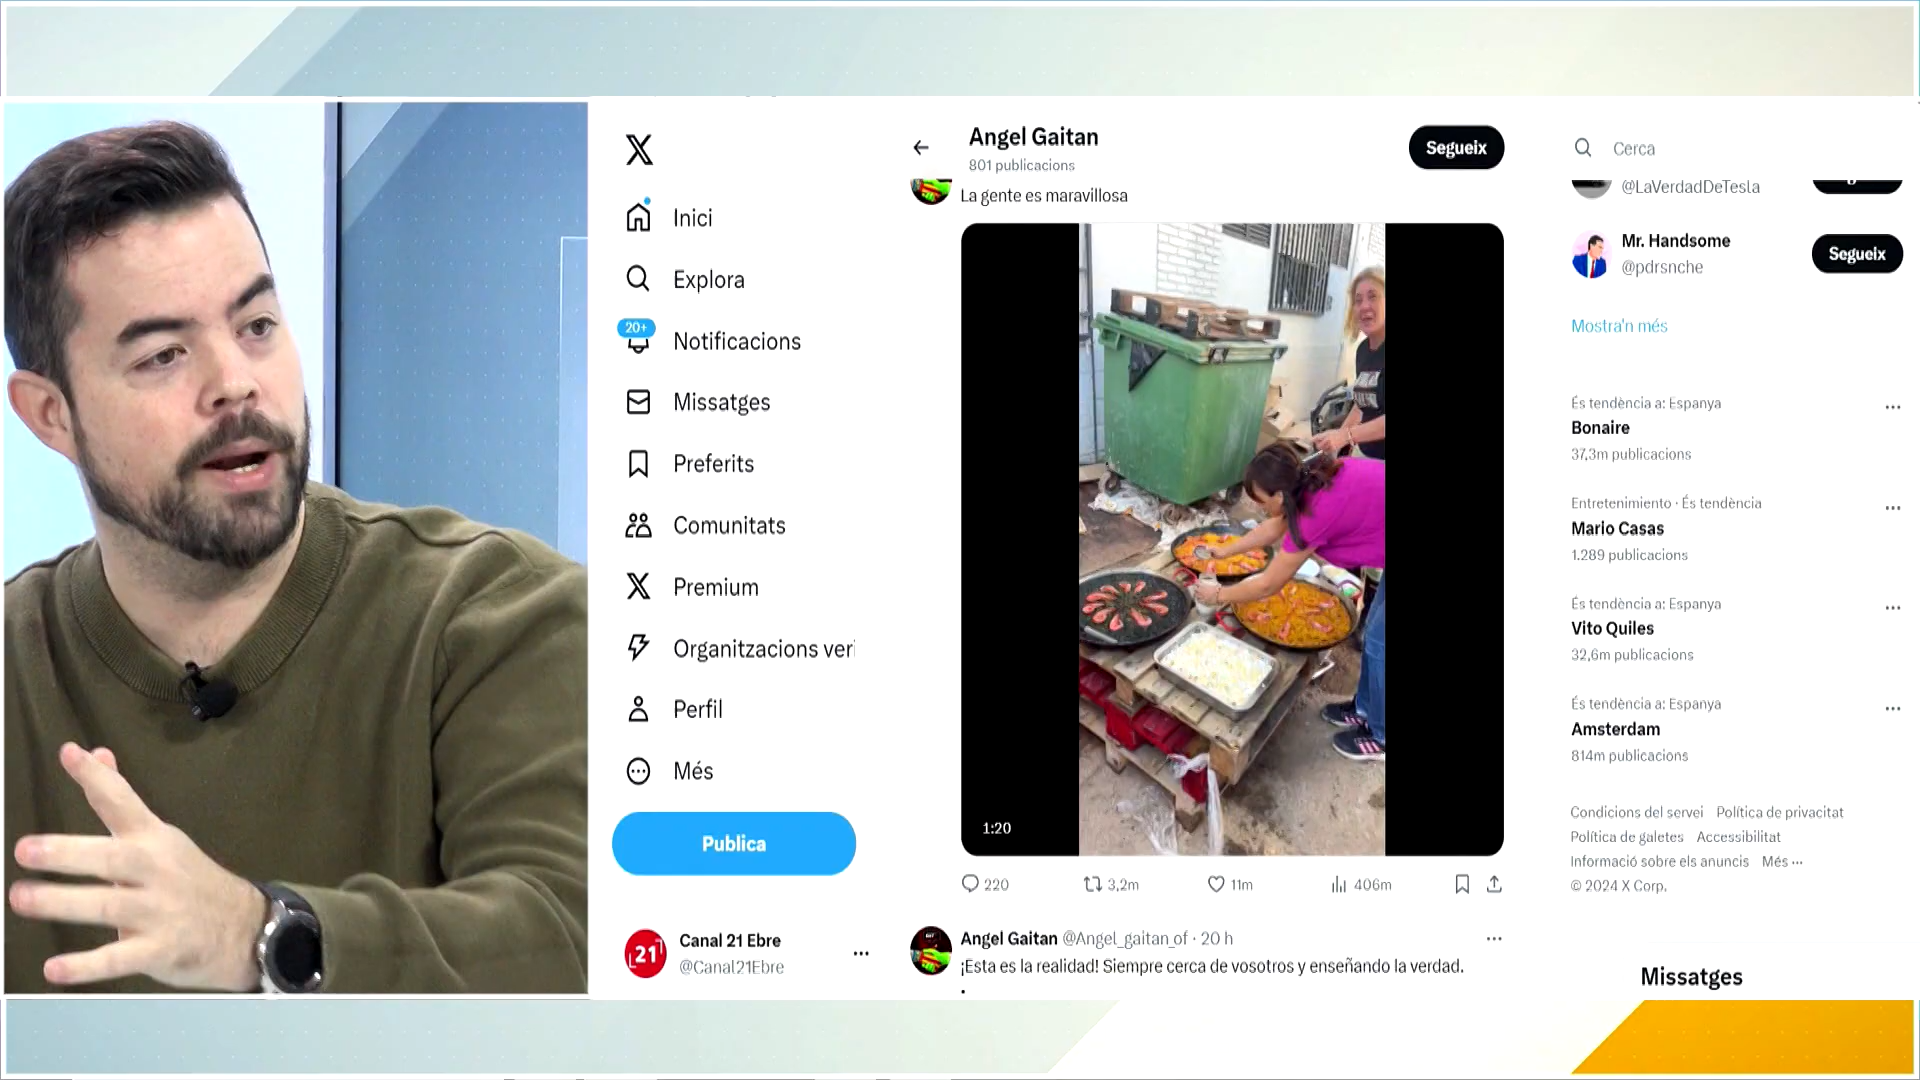 Inici
Explora
20+
Notificacions
Missatges
Preferits
Comunitats
Premium
Organitzacions veri
Perfil
Més
Publica
21
Canal 21 Ebre
@Canal21Ebre
Angel Gaitan
801 publicacions
Segueix
La gente es maravillosa
1:20
220
3,2m
11m
406m
Angel Gaitan @Angel_gaitan_of · 20 h
¡Esta es la realidad! Siempre cerca de vosotros y enseñando la verdad.
.
Cerca
@LaVerdadDeTesla
Mr. Handsome
@pdrsnche
Segueix
Mostra'n més
És tendència a: Espanya
Bonaire
37,3m publicacions
Entretenimiento · És tendència
Mario Casas
1.289 publicacions
És tendència a: Espanya
Vito Quiles
32,6m publicacions
És tendència a: Espanya
Amsterdam
814m publicacions
Condicions del servei Política de privacitat
Política de galetes Accessibilitat
Informació sobre els anuncis Més ···
© 2024 X Corp.
Missatges